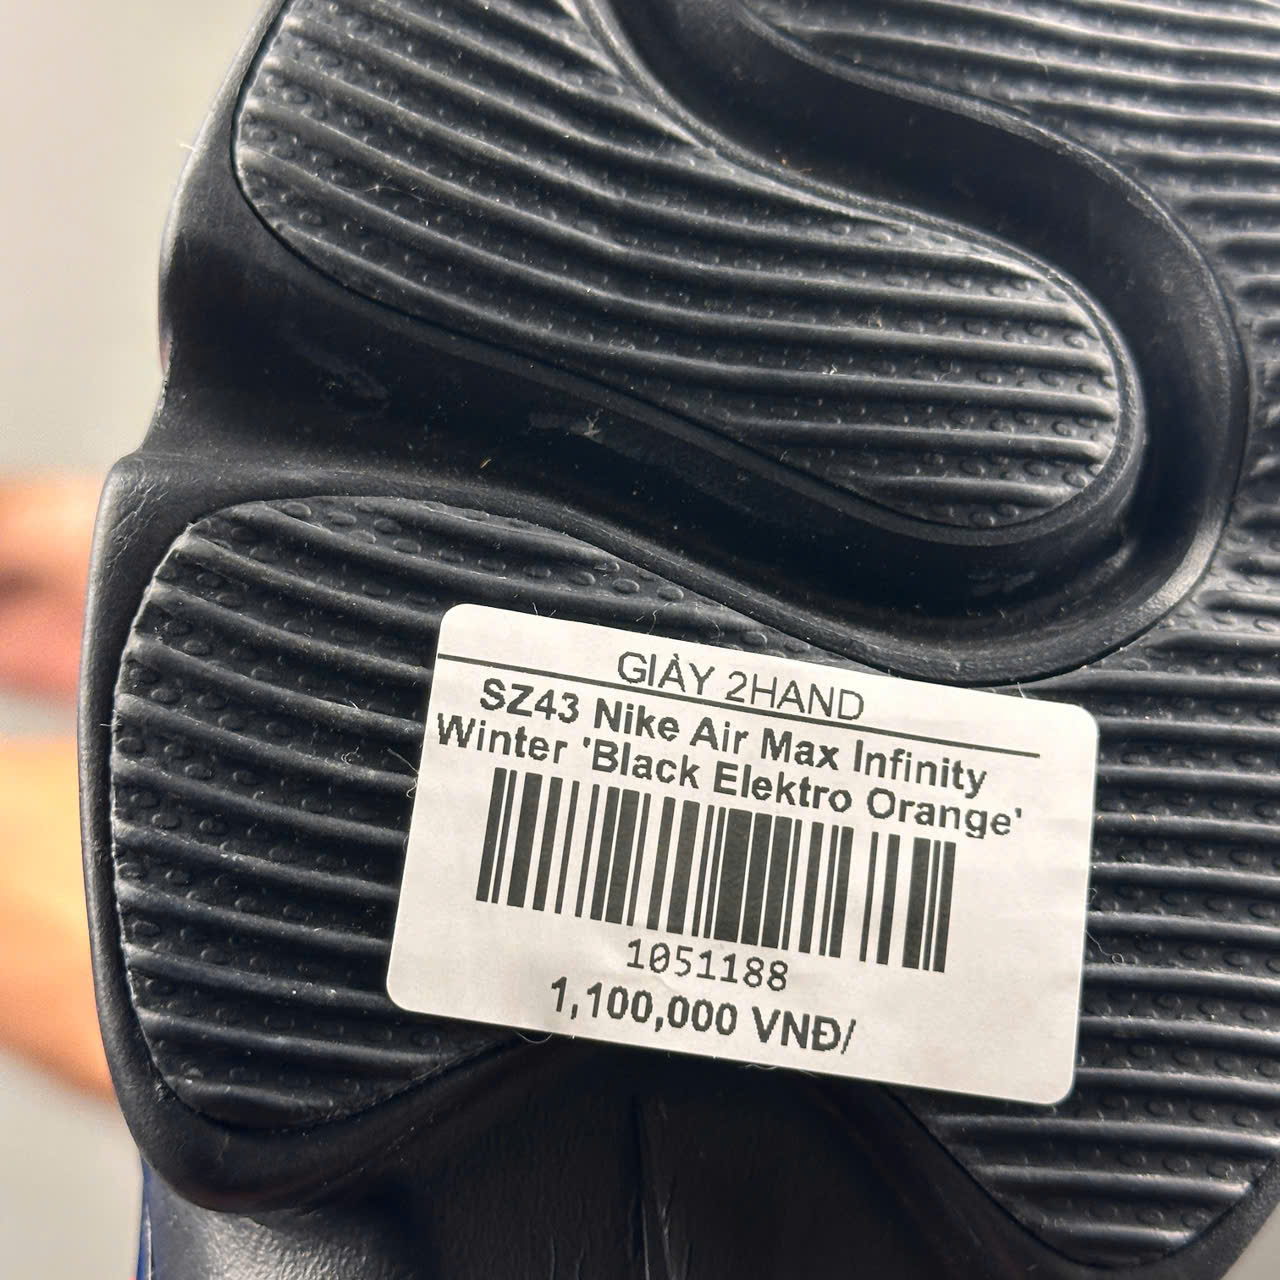 GIÀY 2HAND
SZ43 Nike Air Max Infinity
Winter 'Black Elektro Orange'
1051188
1,100,000 VNĐ/